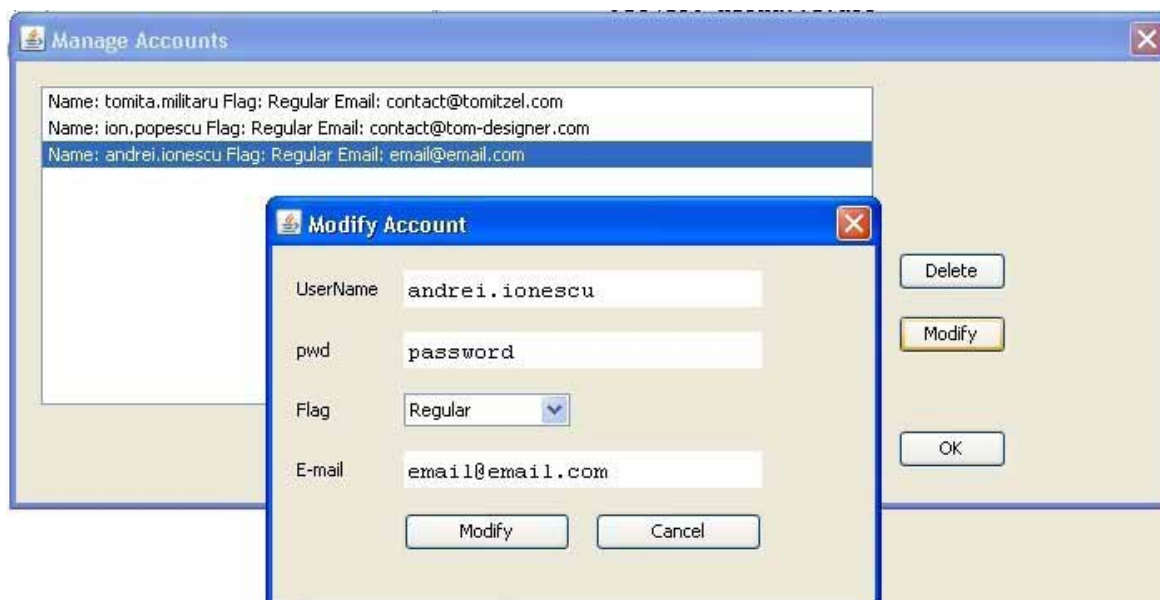 Manage Accounts
Name: tomita.militaru Flag: Regular Email: contact@tomitzel.com
Name: ion.popescu Flag: Regular Email: contact@tom-designer.com
Name: andrei.ionescu Flag: Regular Email: email@email.com
Modify Account
Delete
UserName andrei.ionescu
Modify
pwd password
Flag Regular
OK
E-mail email@email.com
Modify Cancel